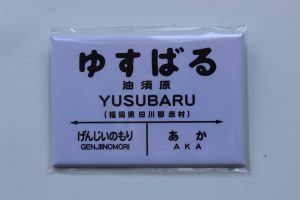 ゆすばる
油須原
YUSUBARU
(福岡県田川郡赤村)
げんじいのもり あか
GENJIINOMORI AKA